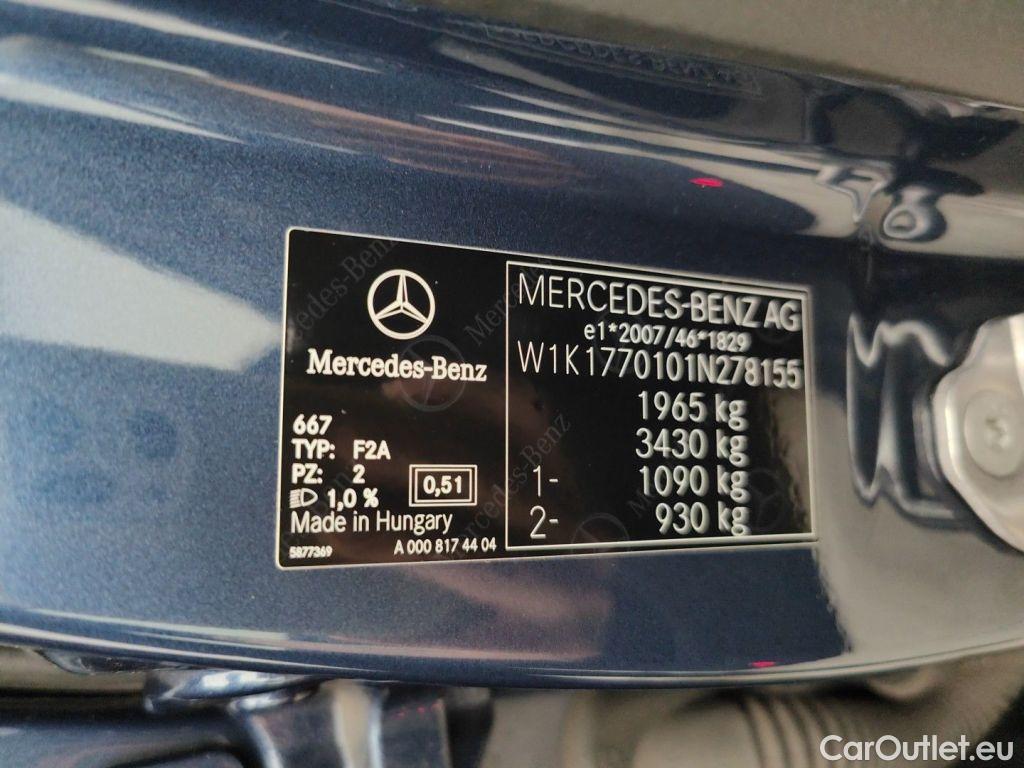 Mercedes-Benz
667
TYP: F2A
PZ: 2
1,0 %
0,51
Made in Hungary
5877369
A 000 817 44 04
MERCEDES-BENZ AG
e1*2007/46*1829
W1K1770101N278155
1965 kg
3430 kg
1- 1090 kg
2- 930 kg
CarOutlet.eu